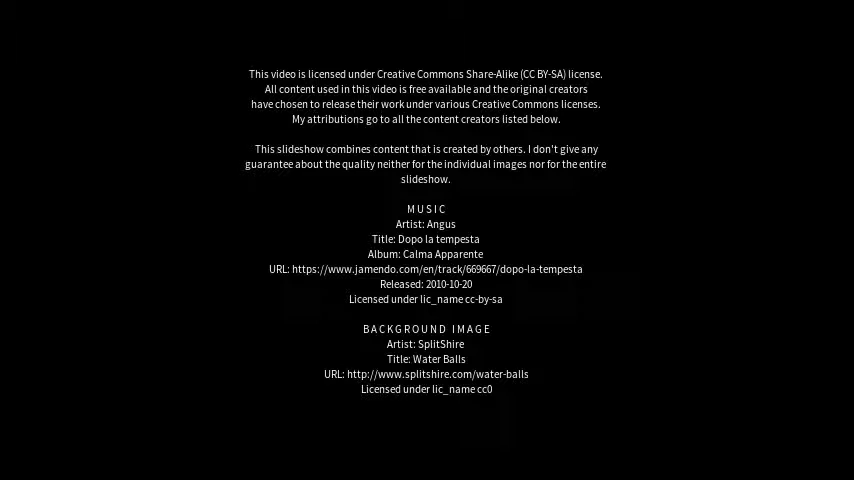 This video is licensed under Creative Commons Share-Alike (CC BY-SA) license.
All content used in this video is free available and the original creators
have chosen to release their work under various Creative Commons licenses.
My attributions go to all the content creators listed below.
This slideshow combines content that is created by others. I don't give any
guarantee about the quality neither for the individual images nor for the entire
slideshow.
MUSIC
Artist: Angus
Title: Dopo la tempesta
Album: Calma Apparente
URL: https://www.jamendo.com/en/track/669667/dopo-la-tempesta
Released: 2010-10-20
Licensed under lic_name cc-by-sa
BACKGROUND IMAGE
Artist: SplitShire
Title: Water Balls
URL: http://www.splitshire.com/water-balls
Licensed under lic_name cc0